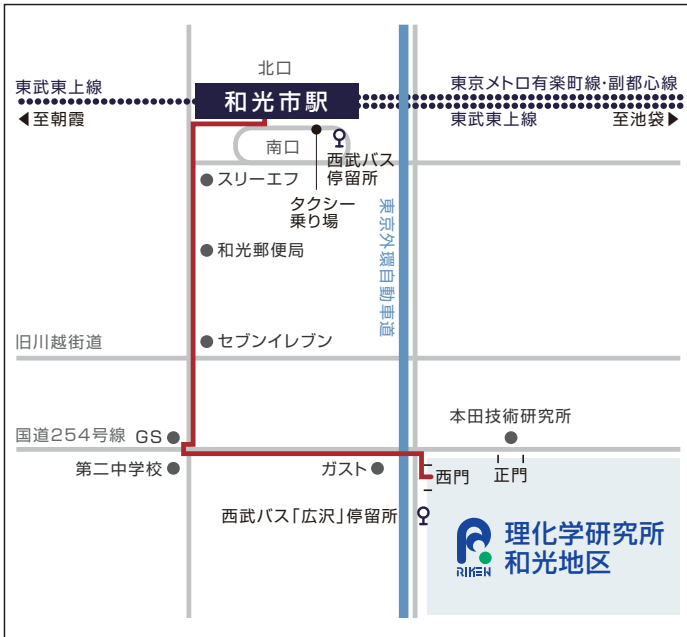 北口
東武東上線
和光市駅
東京メトロ有楽町線・副都心線
◀至朝霞
東武東上線
至池袋▶
南口
西武バス
停留所
スリーエフ
タクシー
乗り場
東京外環自動車道
和光郵便局
旧川越街道
セブンイレブン
本田技術研究所
国道254号線
GS
第二中学校
ガスト
西門
正門
西武バス「広沢」停留所
RIKEN
理化学研究所
和光地区